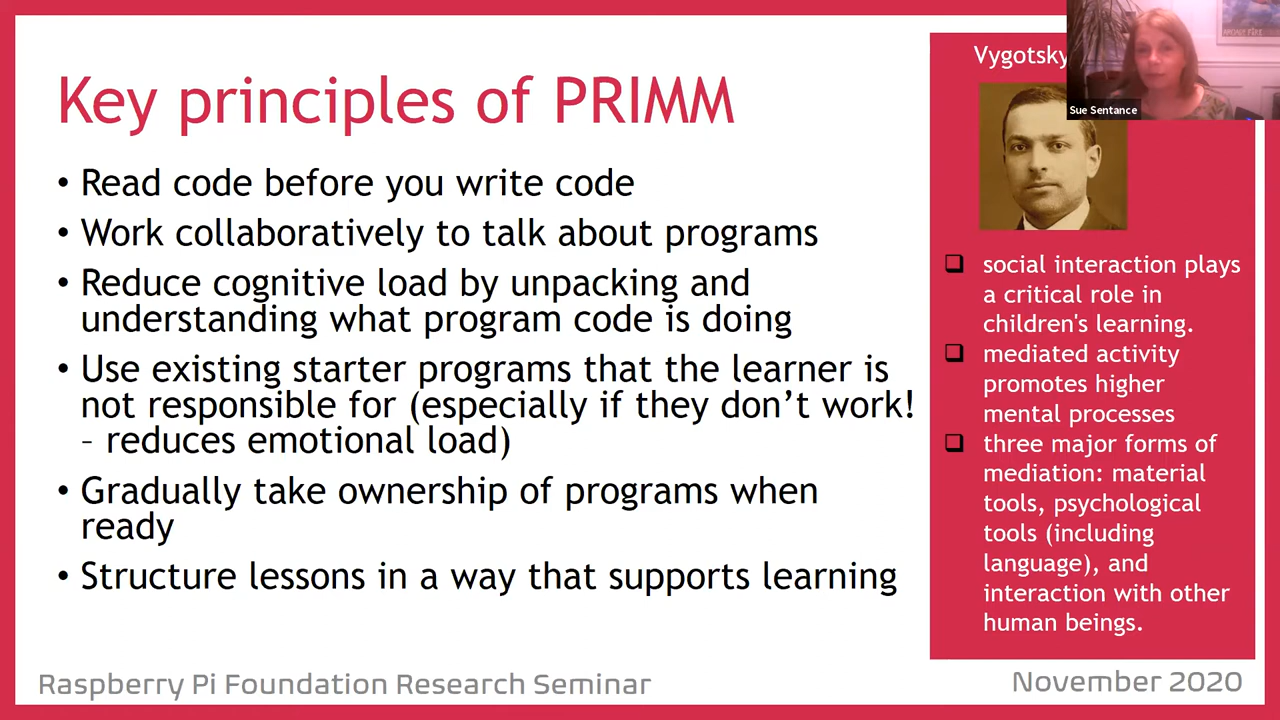 Key principles of PRIMM
• Read code before you write code
• Work collaboratively to talk about programs
• Reduce cognitive load by unpacking and
understanding what program code is doing
• Use existing starter programs that the learner is
not responsible for (especially if they don’t work!
– reduces emotional load)
• Gradually take ownership of programs when
ready
• Structure lessons in a way that supports learning
Vygotsky
Sue Sentance
❑ social interaction plays
a critical role in
children's learning.
❑ mediated activity
promotes higher
mental processes
❑ three major forms of
mediation: material
tools, psychological
tools (including
language), and
interaction with other
human beings.
Raspberry Pi Foundation Research Seminar
November 2020